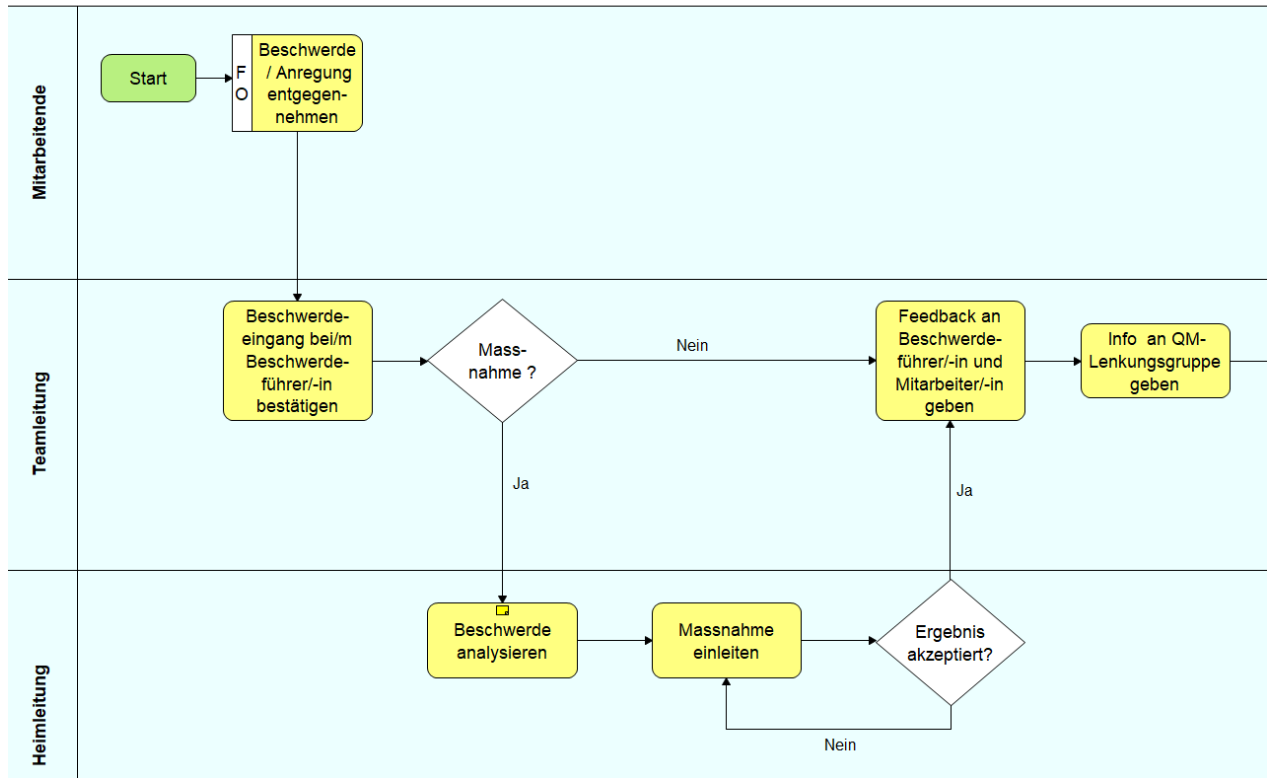 Mitarbeitende
Start
F
O
Beschwerde
/ Anregung
entgegen-
nehmen
Teamleitung
Beschwerde-
eingang bei/m
Beschwerde-
führer/-in
bestätigen
Mass-
nahme ?
Nein
Feedback an
Beschwerde-
führer/-in und
Mitarbeiter/-in
geben
Info an QM-
Lenkungsgruppe
geben
Ja
Ja
Heimleitung
Beschwerde
analysieren
Massnahme
einleiten
Ergebnis
akzeptiert?
Nein